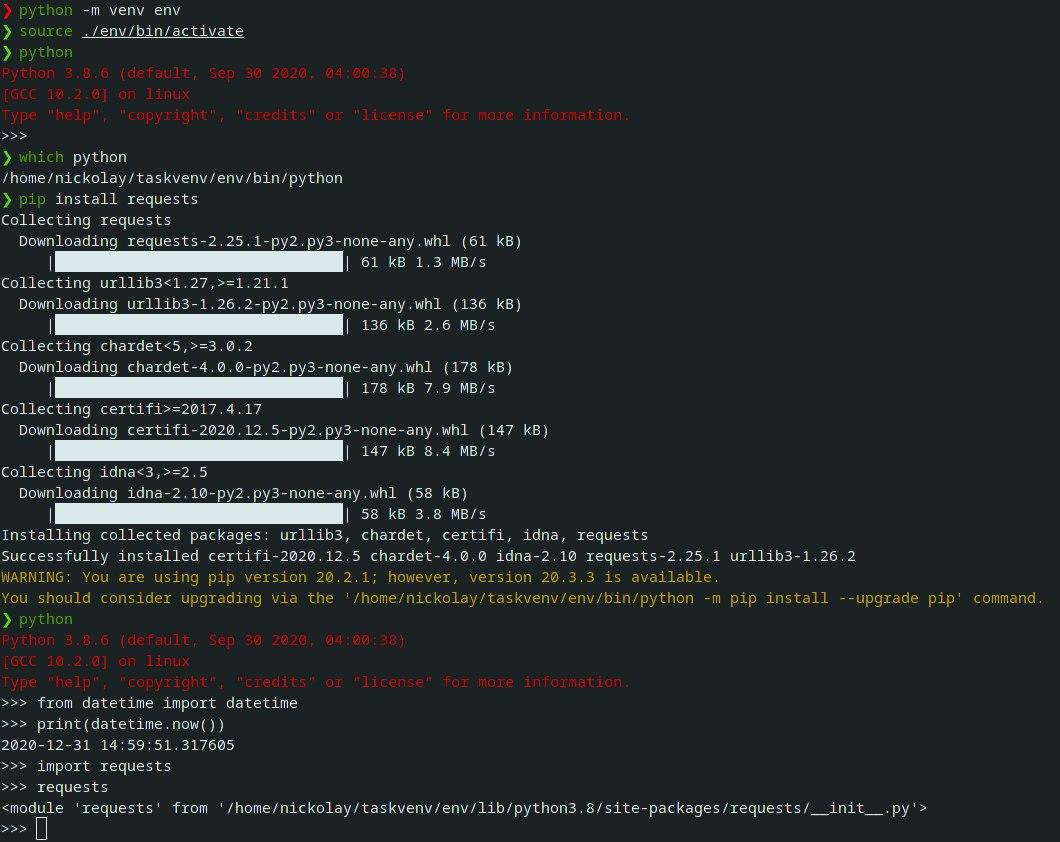 ❯ python -m venv env
❯ source ./env/bin/activate
❯ python
Python 3.8.6 (default, Sep 30 2020, 04:00:38)
[GCC 10.2.0] on linux
Type "help", "copyright", "credits" or "license" for more information.
>>>
❯ which python
/home/nickolay/taskvenv/env/bin/python
❯ pip install requests
Collecting requests
  Downloading requests-2.25.1-py2.py3-none-any.whl (61 kB)
     |████████████████████████████████| 61 kB 1.3 MB/s
Collecting urllib3<1.27,>=1.21.1
  Downloading urllib3-1.26.2-py2.py3-none-any.whl (136 kB)
     |████████████████████████████████| 136 kB 2.6 MB/s
Collecting chardet<5,>=3.0.2
  Downloading chardet-4.0.0-py2.py3-none-any.whl (178 kB)
     |████████████████████████████████| 178 kB 7.9 MB/s
Collecting certifi>=2017.4.17
  Downloading certifi-2020.12.5-py2.py3-none-any.whl (147 kB)
     |████████████████████████████████| 147 kB 8.4 MB/s
Collecting idna<3,>=2.5
  Downloading idna-2.10-py2.py3-none-any.whl (58 kB)
     |████████████████████████████████| 58 kB 3.8 MB/s
Installing collected packages: urllib3, chardet, certifi, idna, requests
Successfully installed certifi-2020.12.5 chardet-4.0.0 idna-2.10 requests-2.25.1 urllib3-1.26.2
WARNING: You are using pip version 20.2.1; however, version 20.3.3 is available.
You should consider upgrading via the '/home/nickolay/taskvenv/env/bin/python -m pip install --upgrade pip' command.
❯ python
Python 3.8.6 (default, Sep 30 2020, 04:00:38)
[GCC 10.2.0] on linux
Type "help", "copyright", "credits" or "license" for more information.
>>> from datetime import datetime
>>> print(datetime.now())
2020-12-31 14:59:51.317605
>>> import requests
>>> requests
<module 'requests' from '/home/nickolay/taskvenv/env/lib/python3.8/site-packages/requests/__init__.py'>
>>>